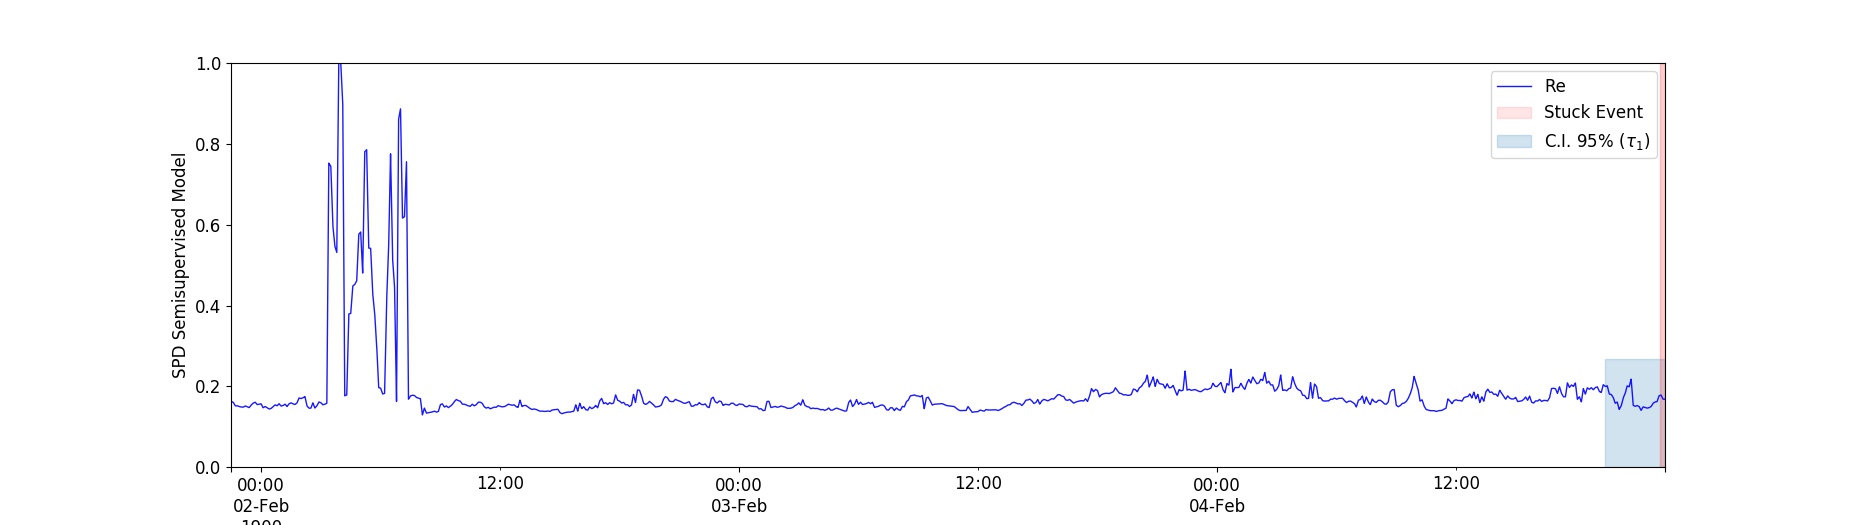 1.0
0.8
0.6
0.4
0.2
0.0
SPD Semisupervised Model
Re
Stuck Event
C.I. 95% (τ₁)
00:00 12:00 00:00 12:00 00:00 12:00
02-Feb 03-Feb 04-Feb
1900